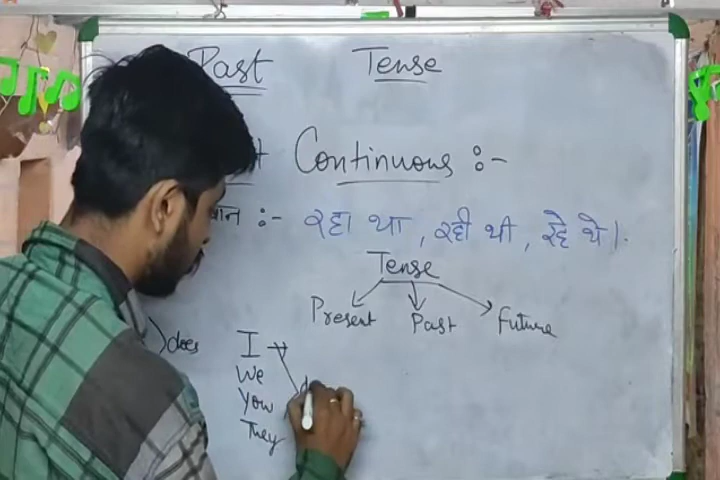 Past Tense
Continuous :-
:- रहा था, रही थी, रहे थे।
Tense
Present Past Future
)does
I
We
You
They